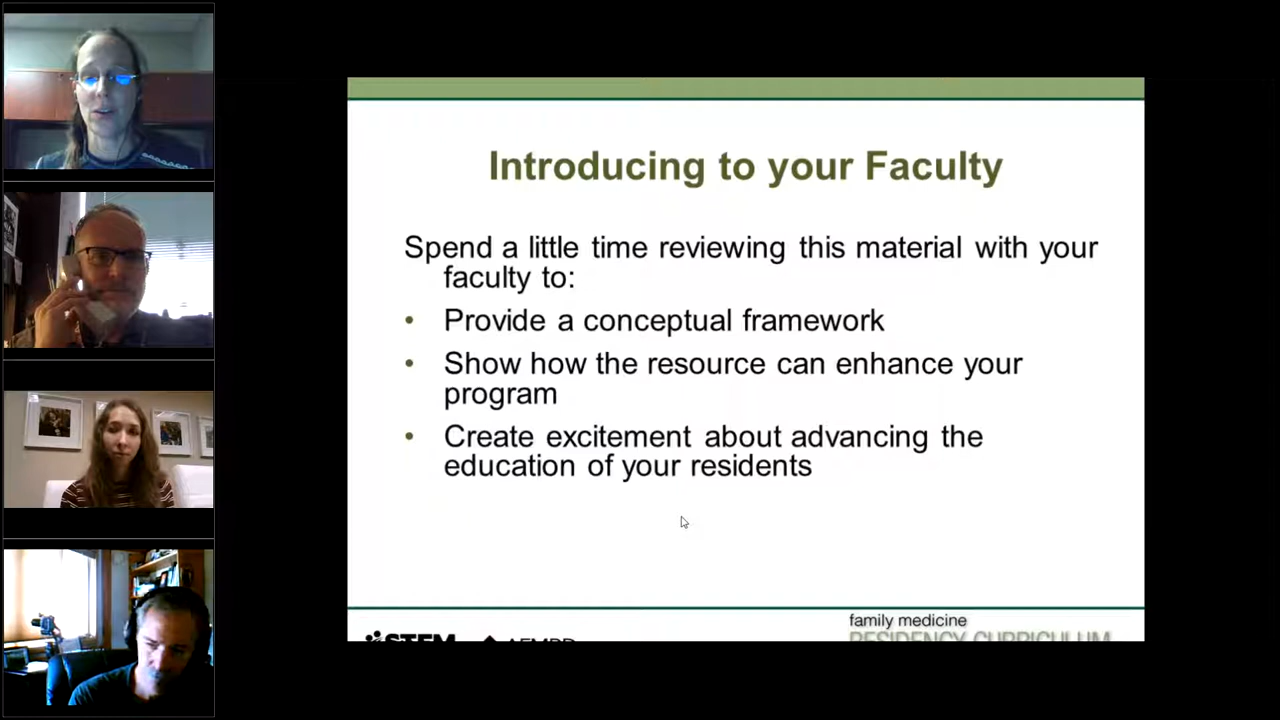 Introducing to your Faculty
Spend a little time reviewing this material with your
faculty to:
• Provide a conceptual framework
• Show how the resource can enhance your
program
• Create excitement about advancing the
education of your residents
family medicine
RESIDENCY CURRICULUM